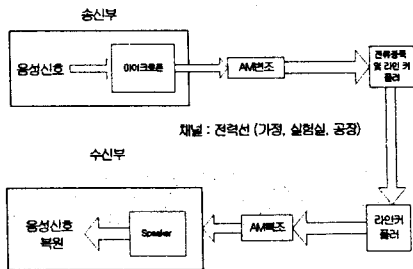 송신부
음성신호
마이크로폰
AM변조
전류증폭
및 라인 커
플러
채널 : 전력선 (가정, 실험실, 공장)
수신부
음성신호
복원
Speaker
AM복조
라인커
플러